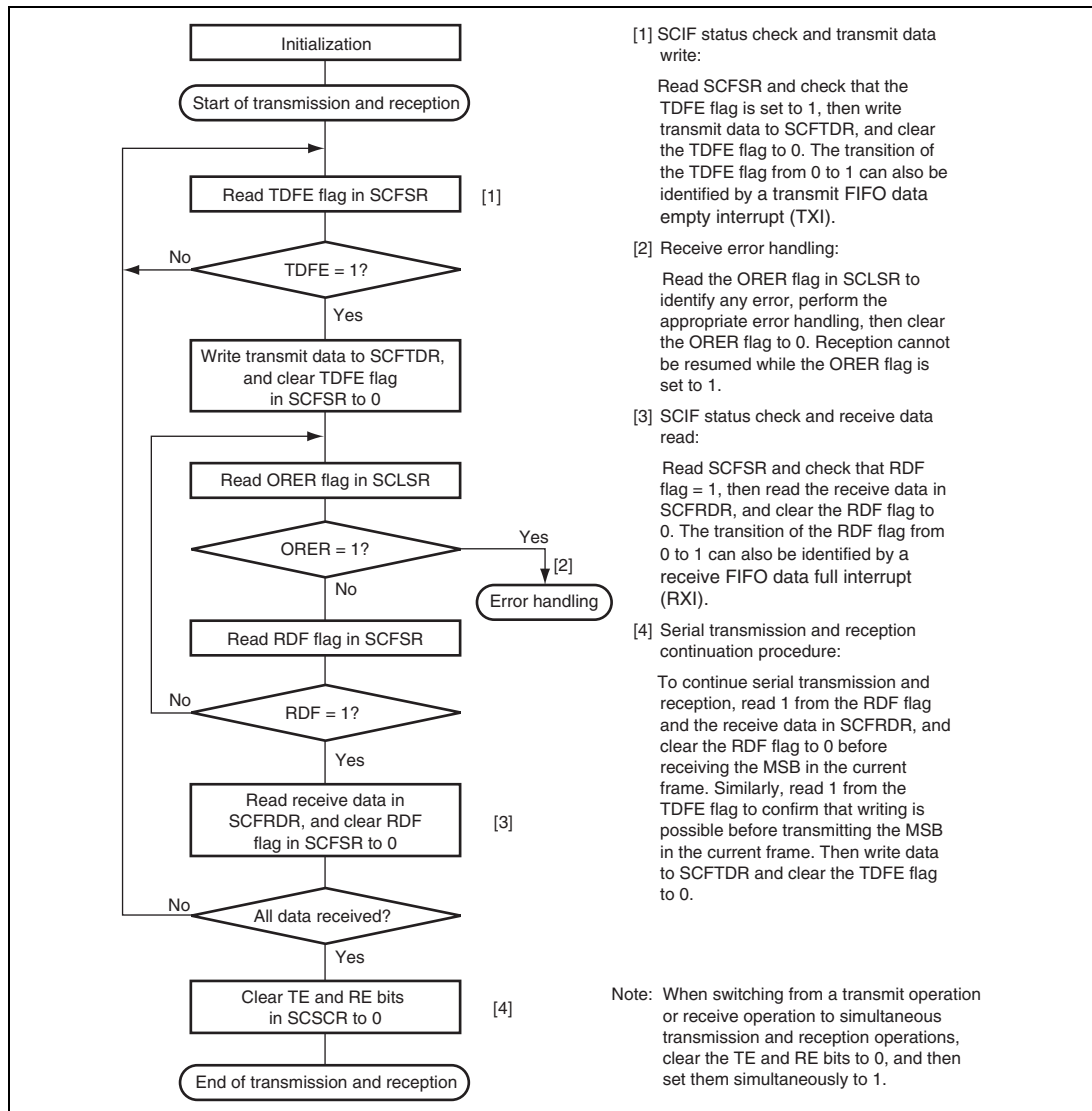 Initialization
Start of transmission and reception
Read TDFE flag in SCFSR
[1]
No
TDFE = 1?
Yes
Write transmit data to SCFTDR,
and clear TDFE flag
in SCFSR to 0
Read ORER flag in SCLSR
ORER = 1?
Yes
[2]
No
Error handling
Read RDF flag in SCFSR
No
RDF = 1?
Yes
Read receive data in
SCFRDR, and clear RDF
flag in SCFSR to 0
[3]
No
All data received?
Yes
Clear TE and RE bits
in SCSCR to 0
[4]
End of transmission and reception
[1] SCIF status check and transmit data
write:
Read SCFSR and check that the
TDFE flag is set to 1, then write
transmit data to SCFTDR, and clear
the TDFE flag to 0. The transition of
the TDFE flag from 0 to 1 can also be
identified by a transmit FIFO data
empty interrupt (TXI).
[2] Receive error handling:
Read the ORER flag in SCLSR to
identify any error, perform the
appropriate error handling, then clear
the ORER flag to 0. Reception cannot
be resumed while the ORER flag is
set to 1.
[3] SCIF status check and receive data
read:
Read SCFSR and check that RDF
flag = 1, then read the receive data in
SCFRDR, and clear the RDF flag to
0. The transition of the RDF flag from
0 to 1 can also be identified by a
receive FIFO data full interrupt
(RXI).
[4] Serial transmission and reception
continuation procedure:
To continue serial transmission and
reception, read 1 from the RDF flag
and the receive data in SCFRDR, and
clear the RDF flag to 0 before
receiving the MSB in the current
frame. Similarly, read 1 from the
TDFE flag to confirm that writing is
possible before transmitting the MSB
in the current frame. Then write data
to SCFTDR and clear the TDFE flag
to 0.
Note: When switching from a transmit operation
or receive operation to simultaneous
transmission and reception operations,
clear the TE and RE bits to 0, and then
set them simultaneously to 1.